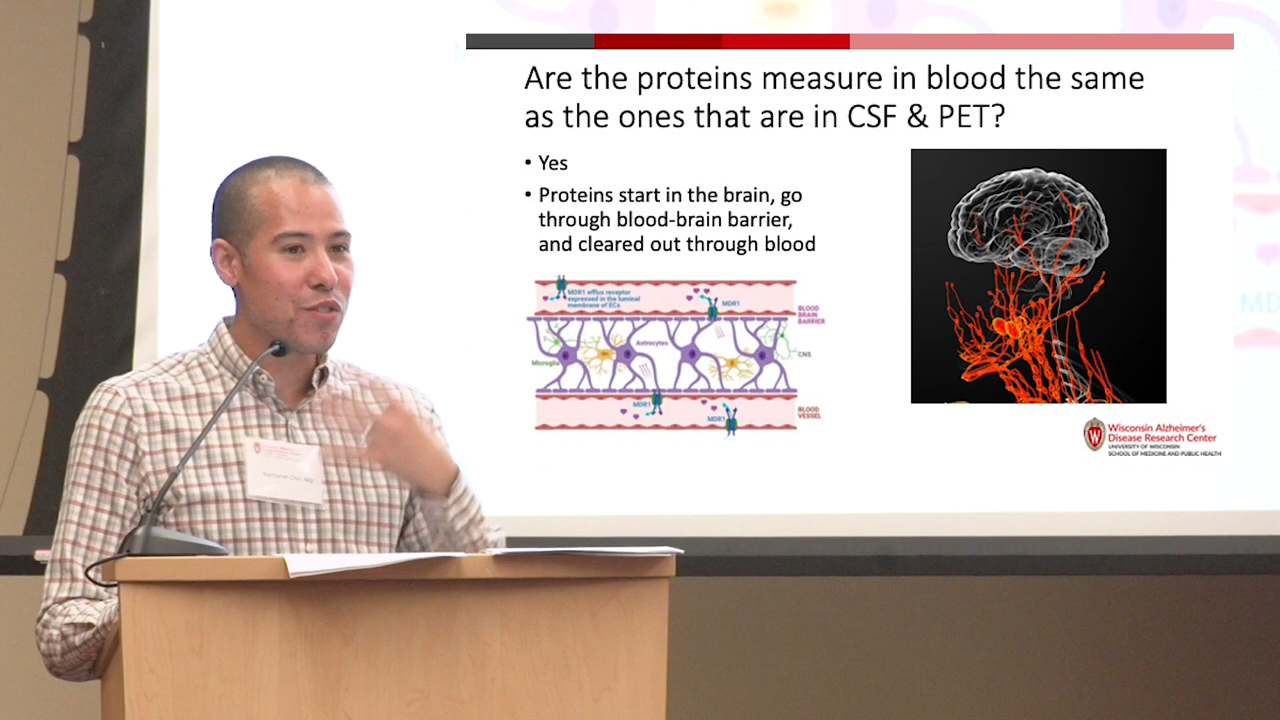 Are the proteins measure in blood the same
as the ones that are in CSF & PET?
• Yes
• Proteins start in the brain, go
through blood-brain barrier,
and cleared out through blood
MDR1 efflux receptor
expressed in the luminal
membrane of ECs
MDR1
BLOOD
BRAIN
BARRIER
Astrocytes
CNS
Microglia
MDR1
MDR1
BLOOD
VESSEL
Wisconsin Alzheimer's
Disease Research Center
UNIVERSITY OF WISCONSIN
SCHOOL OF MEDICINE AND PUBLIC HEALTH